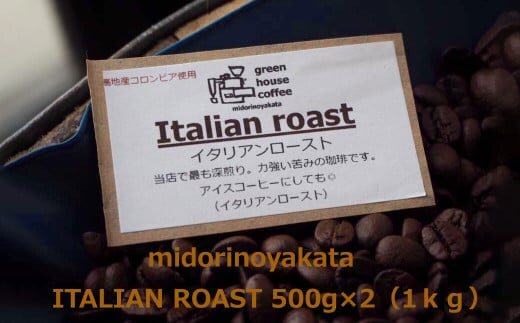 高地産コロンビア使用
green
house
coffee
midorinoyakata
Italian roast
イタリアンロースト
当店で最も深煎り。力強い苦みの珈琲です。
アイスコーヒーにしても◎
（イタリアンロースト）
midorinoyakata
ITALIAN ROAST 500g×2（1ｋｇ）